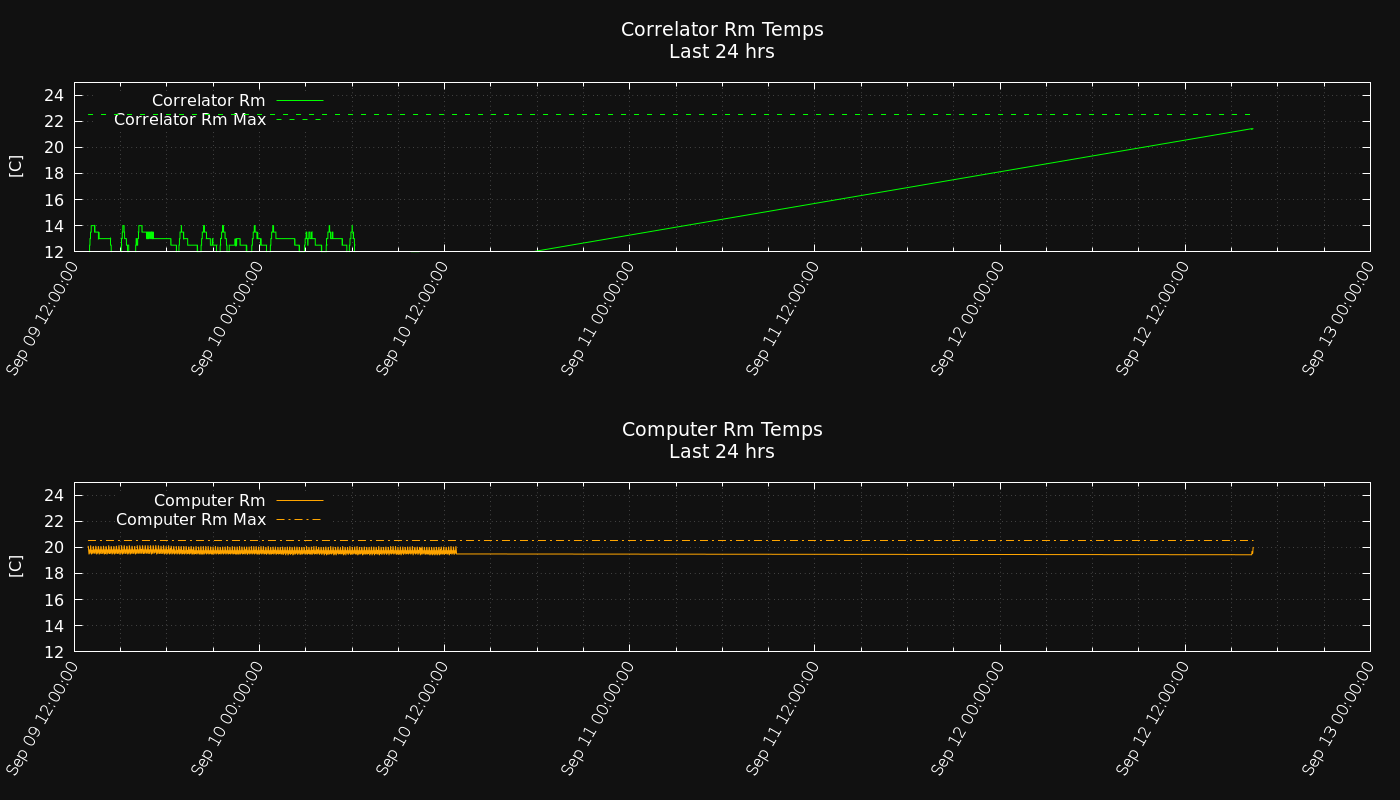 Correlator Rm Temps
Last 24 hrs
Correlator Rm
Correlator Rm Max
[C]
24
22
20
18
16
14
12
Sep 09 12:00:00
Sep 10 00:00:00
Sep 10 12:00:00
Sep 11 00:00:00
Sep 11 12:00:00
Sep 12 00:00:00
Sep 12 12:00:00
Sep 13 00:00:00
Computer Rm Temps
Last 24 hrs
Computer Rm
Computer Rm Max
[C]
24
22
20
18
16
14
12
Sep 09 12:00:00
Sep 10 00:00:00
Sep 10 12:00:00
Sep 11 00:00:00
Sep 11 12:00:00
Sep 12 00:00:00
Sep 12 12:00:00
Sep 13 00:00:00